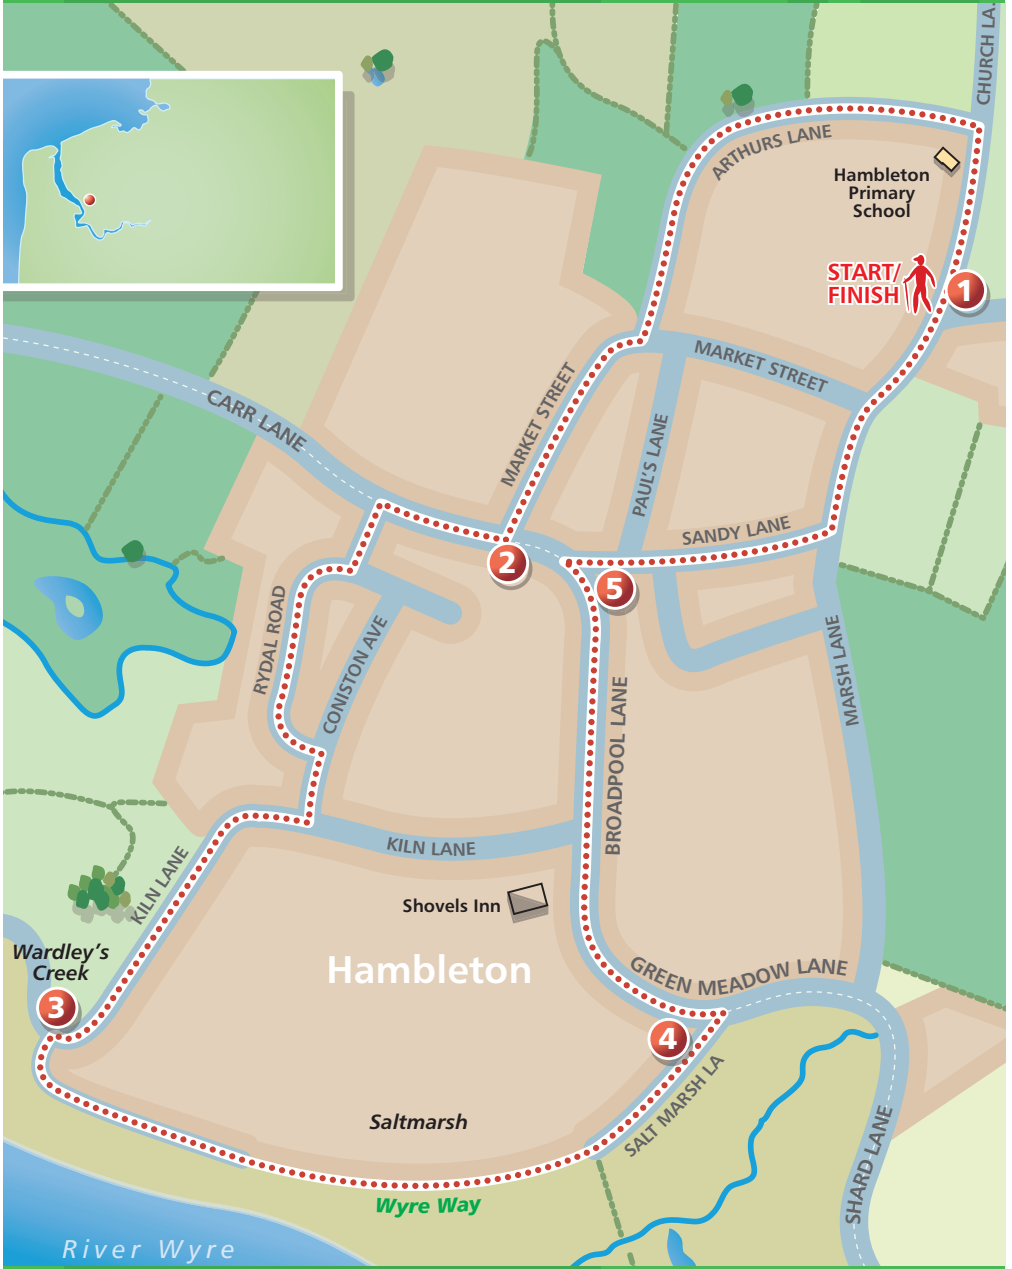 CHURCH LA.
ARTHURS LANE
Hambleton
Primary
School
START/
FINISH
1
MARKET STREET
MARKET STREET
CARR LANE
PAUL'S LANE
SANDY LANE
2
5
RYDAL ROAD
CONISTON AVE
MARSH LANE
BROADPOOL LANE
KILN LANE
KILN LANE
Shovels Inn
Wardley's
Creek
Hambleton
GREEN MEADOW LANE
3
4
SALT MARSH LA
Saltmarsh
SHARD LANE
Wyre Way
River Wyre